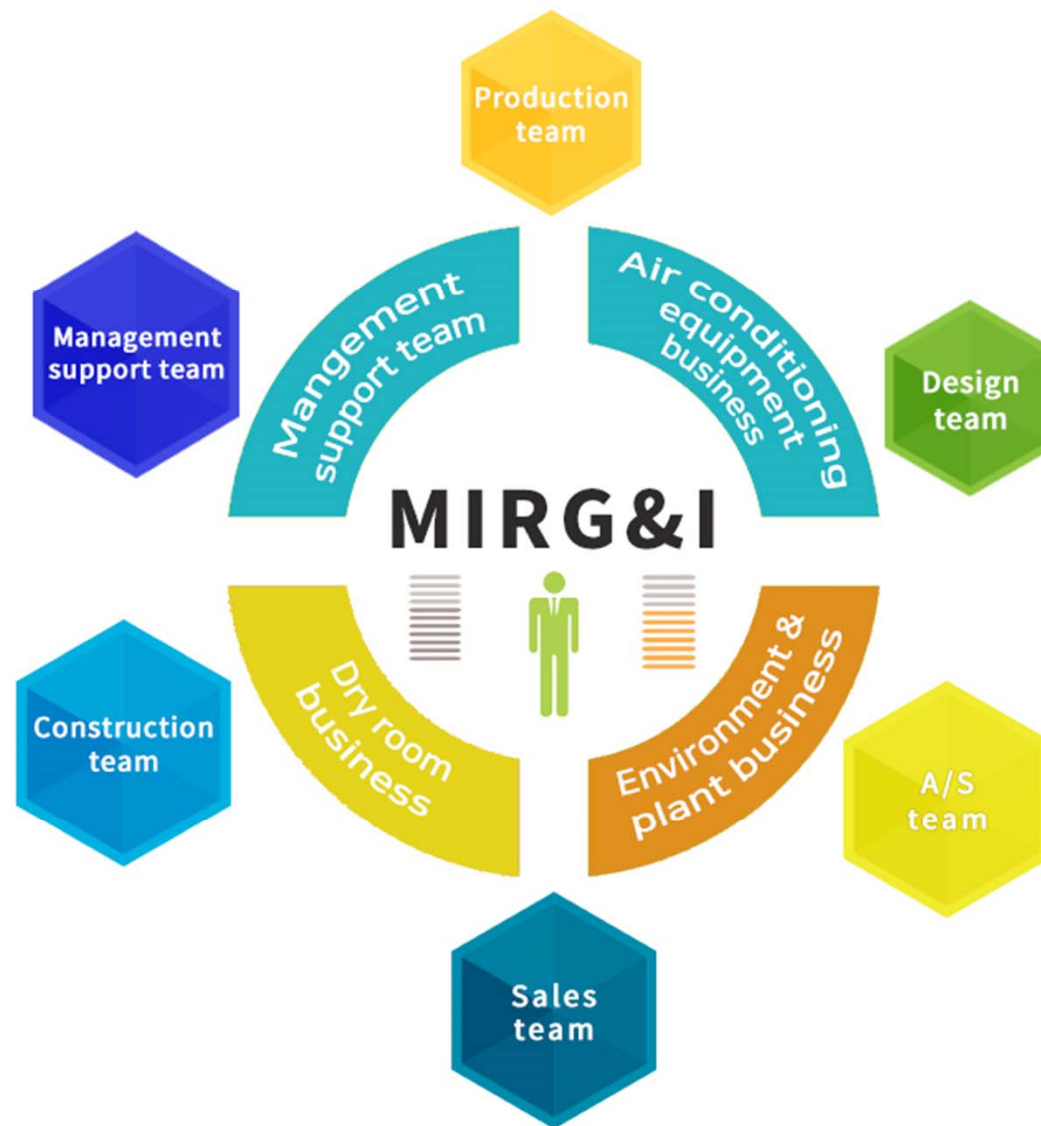 Production
team
Management
support team
Mangement
support team
Air conditioning
equipment
business
Design
team
MIRG&I
Construction
team
Dry room
business
Environment &
plant business
A/S
team
Sales
team